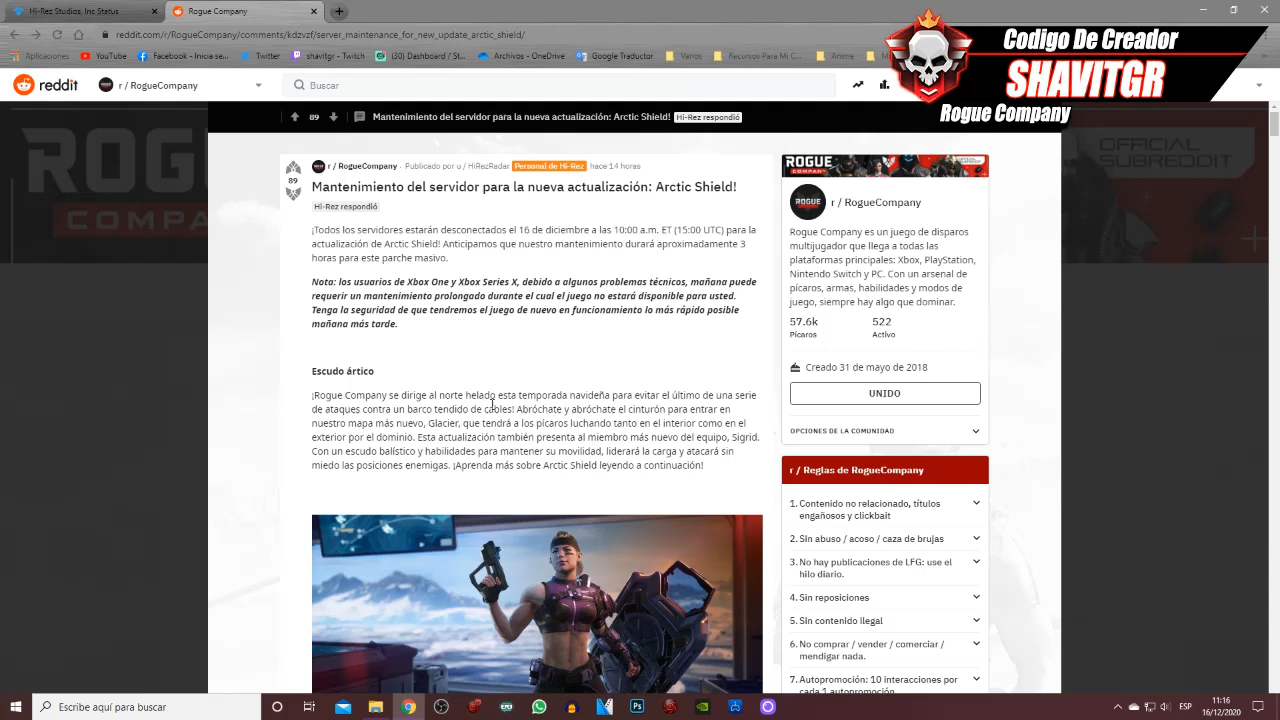 Inicio de hilos
Rogue Company
reddit.com/r/RogueCompany/comments/kdzvzf/server_maintenance_for_new_update_arctic_shield/
Aplicaciones
YouTube
Facebook - Inicia se...
Shavitgr - Twitch
(30) Dashboard / St...
Archivos - OneDrive
Google Traductor
Varios
Recursos Para Mi C...
Anime
Codigo De Creador
SHAVITGR
Rogue Company
reddit
r / RogueCompany
Buscar
89
Mantenimiento del servidor para la nueva actualización: Arctic Shield!
Hi-Rez respondió
89
r / RogueCompany · Publicado por u / HiRezRadar Personal de Hi-Rez hace 14 horas
Mantenimiento del servidor para la nueva actualización: Arctic Shield!
Hi-Rez respondió
¡Todos los servidores estarán desconectados el 16 de diciembre a las 10:00 a.m. ET (15:00 UTC) para la
actualización de Arctic Shield! Anticipamos que nuestro mantenimiento durará aproximadamente 3
horas para este parche masivo.
Nota: los usuarios de Xbox One y Xbox Series X, debido a algunos problemas técnicos, mañana puede
requerir un mantenimiento prolongado durante el cual el juego no estará disponible para usted.
Tenga la seguridad de que tendremos el juego de nuevo en funcionamiento lo más rápido posible
mañana más tarde.
Escudo ártico
¡Rogue Company se dirige al norte helado esta temporada navideña para evitar el último de una serie
de ataques contra un barco tendido de cables! Abróchate y abróchate el cinturón para entrar en
nuestro mapa más nuevo, Glacier, que tendrá a los pícaros luchando tanto en el interior como en el
exterior por el dominio. Esta actualización también presenta al miembro más nuevo del equipo, Sigrid.
Con un escudo balístico y habilidades para mantener su movilidad, liderará la carga y atacará sin
miedo las posiciones enemigas. ¡Aprenda más sobre Arctic Shield leyendo a continuación!
ROGUE
COMPANY
OFFICIAL
SUBREDDIT
ROGUE
r / RogueCompany
Rogue Company es un juego de disparos
multijugador que llega a todas las
plataformas principales: Xbox, PlayStation,
Nintendo Switch y PC. Con un arsenal de
pícaros, armas, habilidades y modos de
juego, siempre hay algo que dominar.
57.6k
522
Pícaros
Activo
Creado 31 de mayo de 2018
UNIDO
OPCIONES DE LA COMUNIDAD
r / Reglas de RogueCompany
1. Contenido no relacionado, títulos
engañosos y clickbait
2. Sin abuso / acoso / caza de brujas
3. No hay publicaciones de LFG: use el
hilo diario.
4. Sin reposiciones
5. Sin contenido ilegal
6. No comprar / vender / comerciar /
mendigar nada.
7. Autopromoción: 10 interacciones por
cada 1 autopromoción
Escribe aquí para buscar
ESP
11:16
16/12/2020